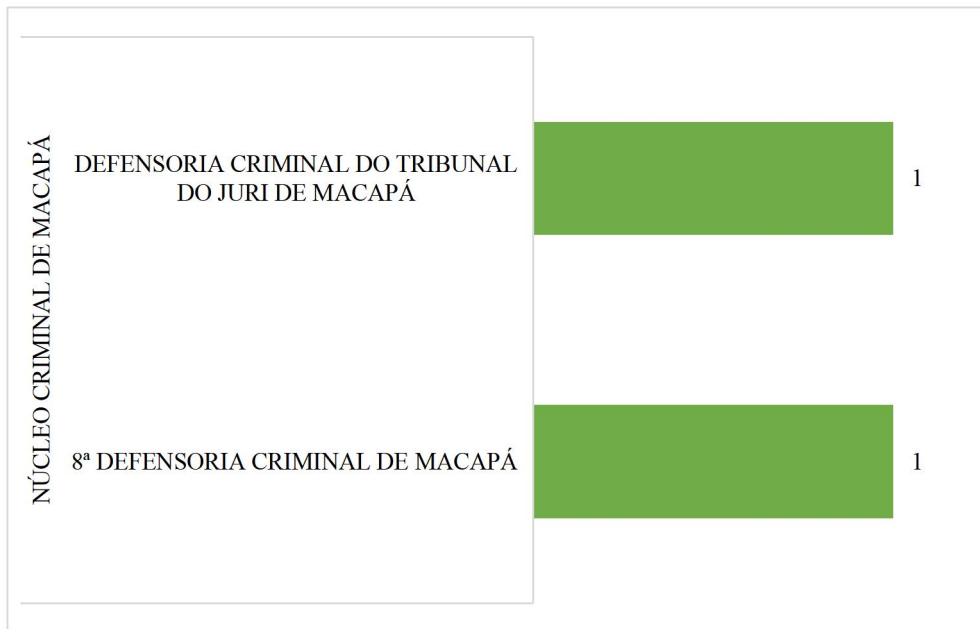 NÚCLEO CRIMINAL DE MACAPÁ
DEFENSORIA CRIMINAL DO TRIBUNAL
DO JURI DE MACAPÁ
1
8ª DEFENSORIA CRIMINAL DE MACAPÁ
1